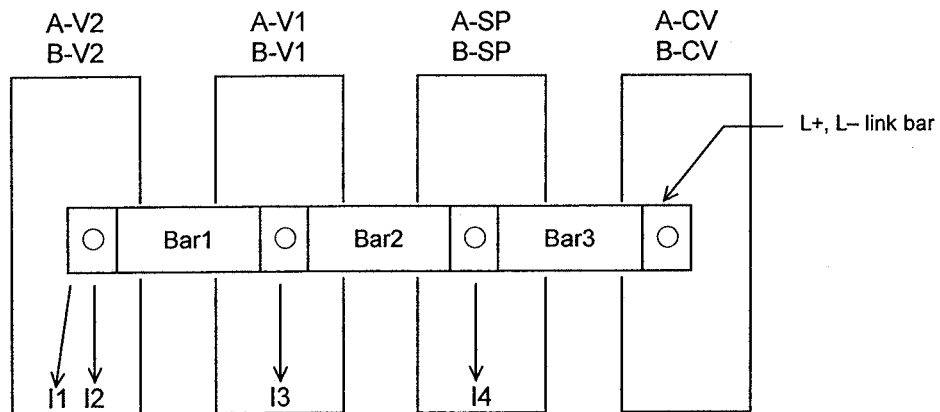 A-V2
B-V2
A-V1
B-V1
A-SP
B-SP
A-CV
B-CV
L+, L– link bar
Bar1
Bar2
Bar3
I1
I2
I3
I4